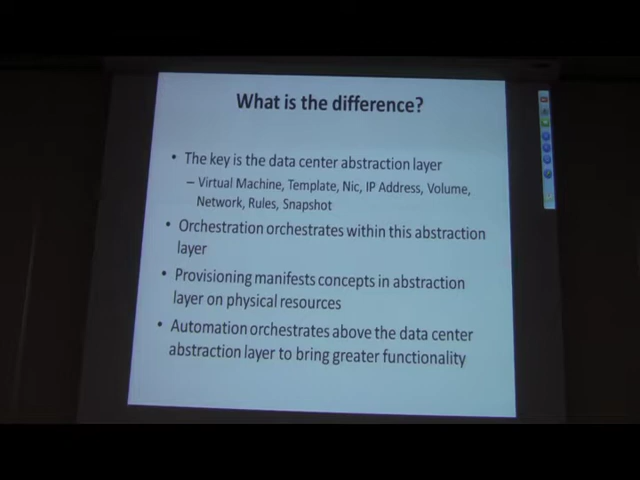 What is the difference?
• The key is the data center abstraction layer
– Virtual Machine, Template, Nic, IP Address, Volume,
Network, Rules, Snapshot
• Orchestration orchestrates within this abstraction
layer
• Provisioning manifests concepts in abstraction
layer on physical resources
• Automation orchestrates above the data center
abstraction layer to bring greater functionality